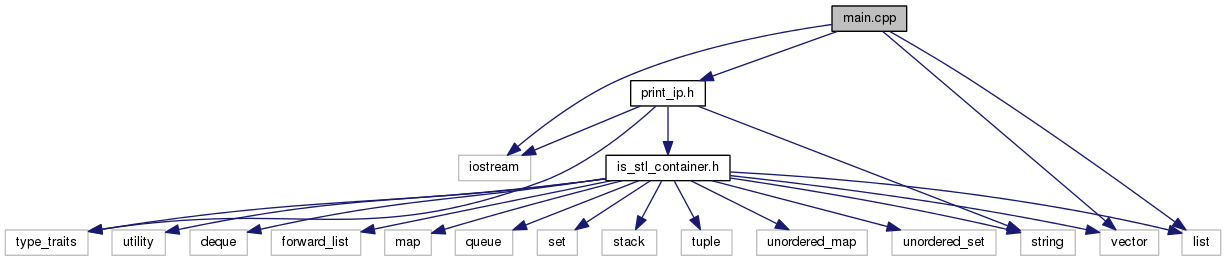 main.cpp
print_ip.h
iostream
is_stl_container.h
type_traits
utility
deque
forward_list
map
queue
set
stack
tuple
unordered_map
unordered_set
string
vector
list